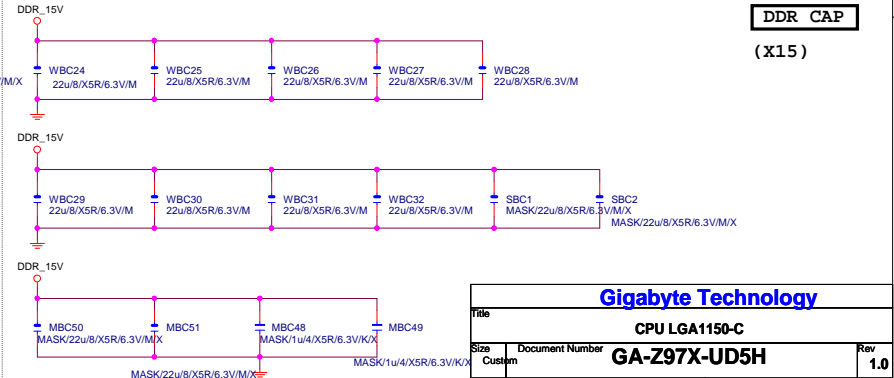 DDR_15V
DDR CAP
(X15)
WBC24
22u/8/X5R/6.3V/M
WBC25
22u/8/X5R/6.3V/M
WBC26
22u/8/X5R/6.3V/M
WBC27
22u/8/X5R/6.3V/M
WBC28
22u/8/X5R/6.3V/M
/M/X
DDR_15V
WBC29
22u/8/X5R/6.3V/M
WBC30
22u/8/X5R/6.3V/M
WBC31
22u/8/X5R/6.3V/M
WBC32
22u/8/X5R/6.3V/M
SBC1
MASK/22u/8/X5R/6.3V/M/X
SBC2
MASK/22u/8/X5R/6.3V/M/X
DDR_15V
MBC50
MASK/22u/8/X5R/6.3V/M/X
MBC51
MASK/22u/8/X5R/6.3V/M/X
MBC48
MASK/1u/4/X5R/6.3V/K/X
MBC49
MASK/1u/4/X5R/6.3V/K/X
Gigabyte Technology
Title
CPU LGA1150-C
Size
Custom
Document Number
GA-Z97X-UD5H
Rev
1.0